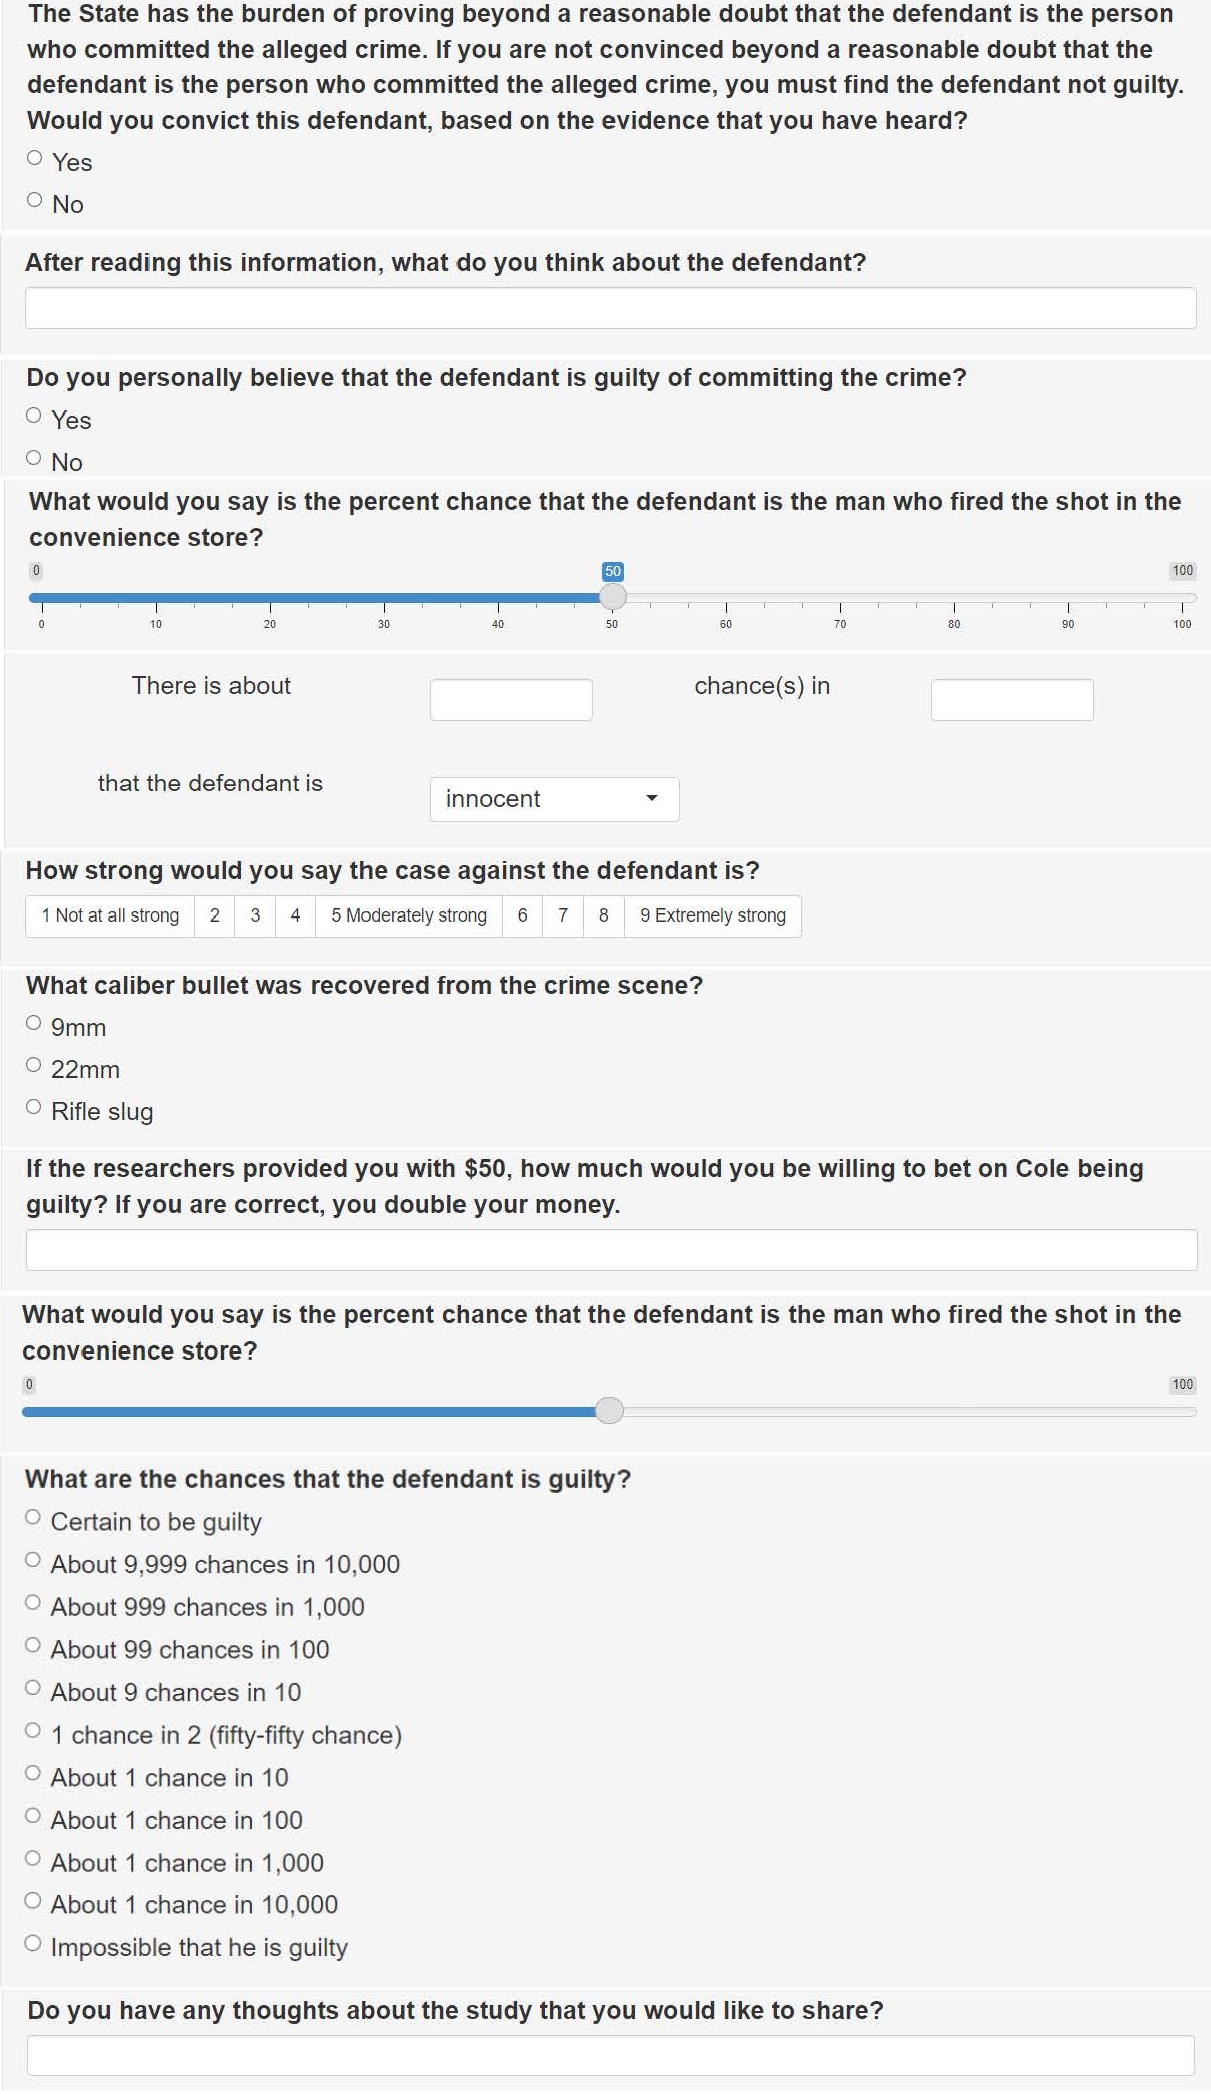 The State has the burden of proving beyond a reasonable doubt that the defendant is the person
who committed the alleged crime. If you are not convinced beyond a reasonable doubt that the
defendant is the person who committed the alleged crime, you must find the defendant not guilty.
Would you convict this defendant, based on the evidence that you have heard?
Yes
No
After reading this information, what do you think about the defendant?
Do you personally believe that the defendant is guilty of committing the crime?
Yes
No
What would you say is the percent chance that the defendant is the man who fired the shot in the
convenience store?
0 50 100
0 10 20 30 40 50 60 70 80 90 100
There is about chance(s) in
that the defendant is innocent
How strong would you say the case against the defendant is?
1 Not at all strong 2 3 4 5 Moderately strong 6 7 8 9 Extremely strong
What caliber bullet was recovered from the crime scene?
9mm
22mm
Rifle slug
If the researchers provided you with $50, how much would you be willing to bet on Cole being
guilty? If you are correct, you double your money.
What would you say is the percent chance that the defendant is the man who fired the shot in the
convenience store?
0 100
What are the chances that the defendant is guilty?
Certain to be guilty
About 9,999 chances in 10,000
About 999 chances in 1,000
About 99 chances in 100
About 9 chances in 10
1 chance in 2 (fifty-fifty chance)
About 1 chance in 10
About 1 chance in 100
About 1 chance in 1,000
About 1 chance in 10,000
Impossible that he is guilty
Do you have any thoughts about the study that you would like to share?